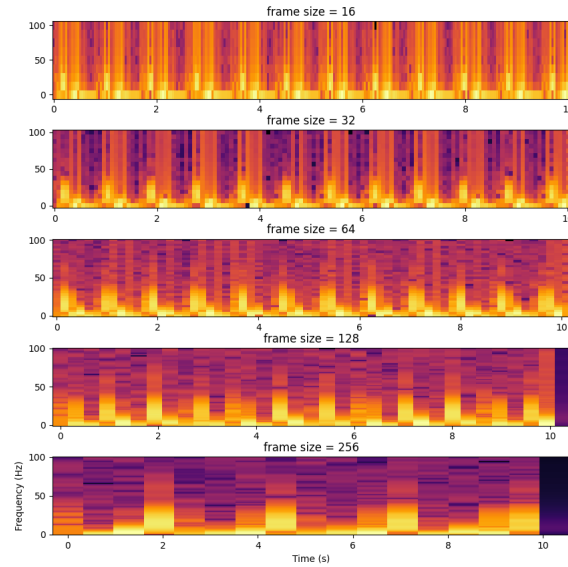 frame size = 16
100
50
0
0 2 4 6 8 10
frame size = 32
100
50
0
0 2 4 6 8 10
frame size = 64
100
50
0
0 2 4 6 8 10
frame size = 128
100
50
0
0 2 4 6 8 10
frame size = 256
100
50
0
Frequency (Hz)
0 2 4 6 8 10
Time (s)